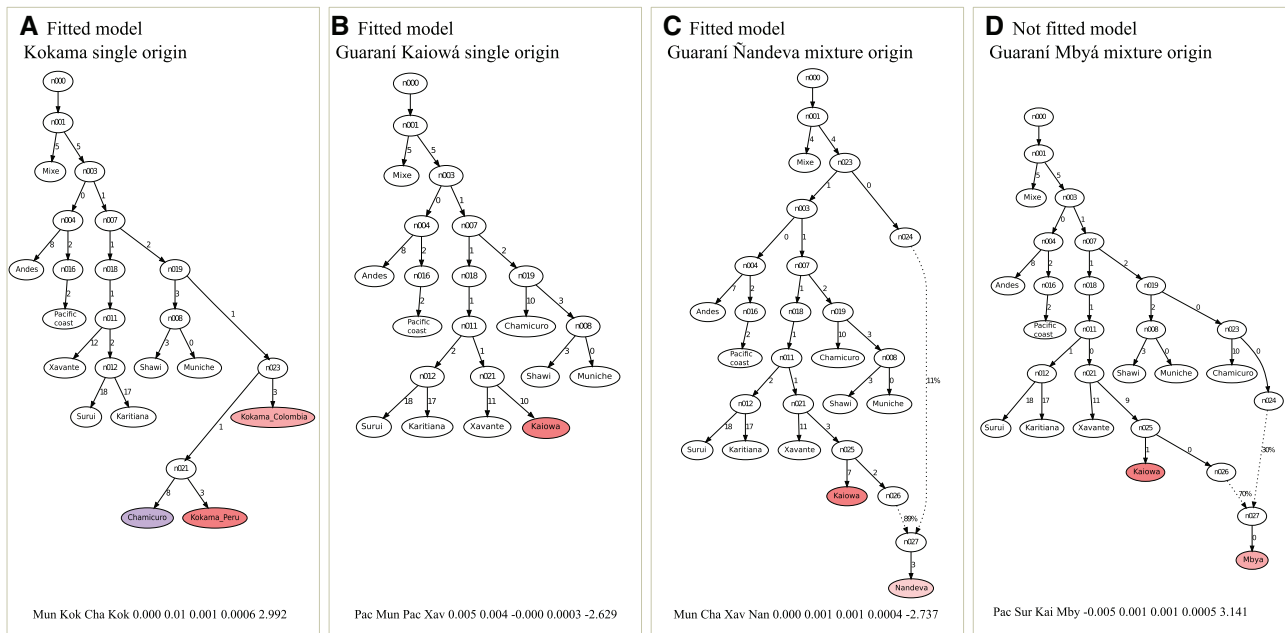 A Fitted model
Kokama single origin
n000
n001
5 5
Mixe n003
0 1
n004 n007
8 2 1 2
Andes n016 n018 n019
2 1 3 1
Pacific
coast
n011 n008
12 2 3 0
Xavante n012 Shawi Muniche n023
18 17 3
Surui Karitiana Kokama_Colombia
1
n021
8 3
Chamicuro Kokama_Peru
Mun Kok Cha Kok 0.000 0.01 0.001 0.0006 2.992
B Fitted model
Guaraní Kaiowá single origin
n000
n001
5 5
Mixe n003
0 1
n004 n007
8 2 1 2
Andes n016 n018 n019
2 1 10 3
Pacific
coast
n011 Chamicuro n008
2 1 3 0
n012 n021 Shawi Muniche
18 17 11 10
Surui Karitiana Xavante Kaiowa
Pac Mun Pac Xav 0.005 0.004 -0.000 0.0003 -2.629
C Fitted model
Guaraní Ñandeva mixture origin
n000
n001
4 4
Mixe n023
1 0
n003 n024
0 1
n004 n007
7 2 1 2
Andes n016 n018 n019
2 1 10 3
Pacific
coast
n011 Chamicuro n008
2 1 3 0
n012 n021 Shawi Muniche
11%
18 17 11 3
Surui Karitiana Xavante n025
7 2
Kaiowa n026
89%
n027
3
Nandeva
Mun Cha Xav Nan 0.000 0.001 0.001 0.0004 -2.737
D Not fitted model
Guaraní Mbyá mixture origin
n000
n001
5 5
Mixe n003
0 1
n004 n007
8 2 1 2
Andes n016 n018 n019
2 1 2 0
Pacific
coast
n011 n008 n023
1 0 3 0 10 0
n012 n021 Shawi Muniche Chamicuro n024
18 17 11 9
Surui Karitiana Xavante n025
30%
1 0
Kaiowa n026
70%
n027
0
Mbya
Pac Sur Kai Mby -0.005 0.001 0.001 0.0005 3.141